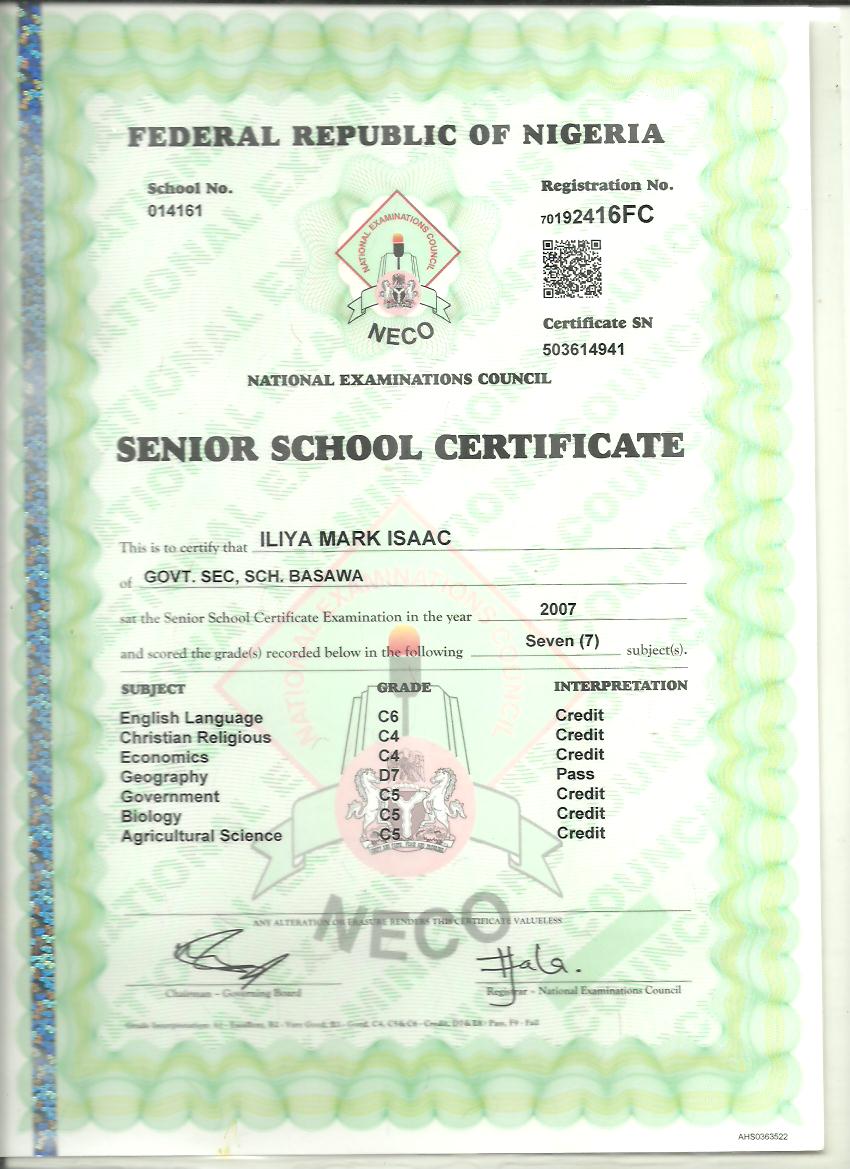 FEDERAL REPUBLIC OF NIGERIA
School No.
014161
Registration No.
70192416FC
NATIONAL EXAMINATIONS COUNCIL
NECO
Certificate SN
503614941
NATIONAL EXAMINATIONS COUNCIL
SENIOR SCHOOL CERTIFICATE
This is to certify that ILIYA MARK ISAAC
of GOVT. SEC, SCH. BASAWA
sat the Senior School Certificate Examination in the year 2007
and scored the grade(s) recorded below in the following Seven (7) subject(s).
SUBJECT GRADE INTERPRETATION
English Language C6 Credit
Christian Religious C4 Credit
Economics C4 Credit
Geography D7 Pass
Government C5 Credit
Biology C5 Credit
Agricultural Science C5 Credit
NATIONAL EXAMINATIONS COUNCIL
NECO
ANY ALTERATION OR ERASURE RENDERS THIS CERTIFICATE VALUELESS
Chairman - Governing Board
Registrar - National Examinations Council
Grade Interpretation: A1 - Excellent, B2 - Very Good, B3 - Good, C4, C5 & C6 - Credit, D7 & E8 - Pass, F9 - Fail
AHS0363522